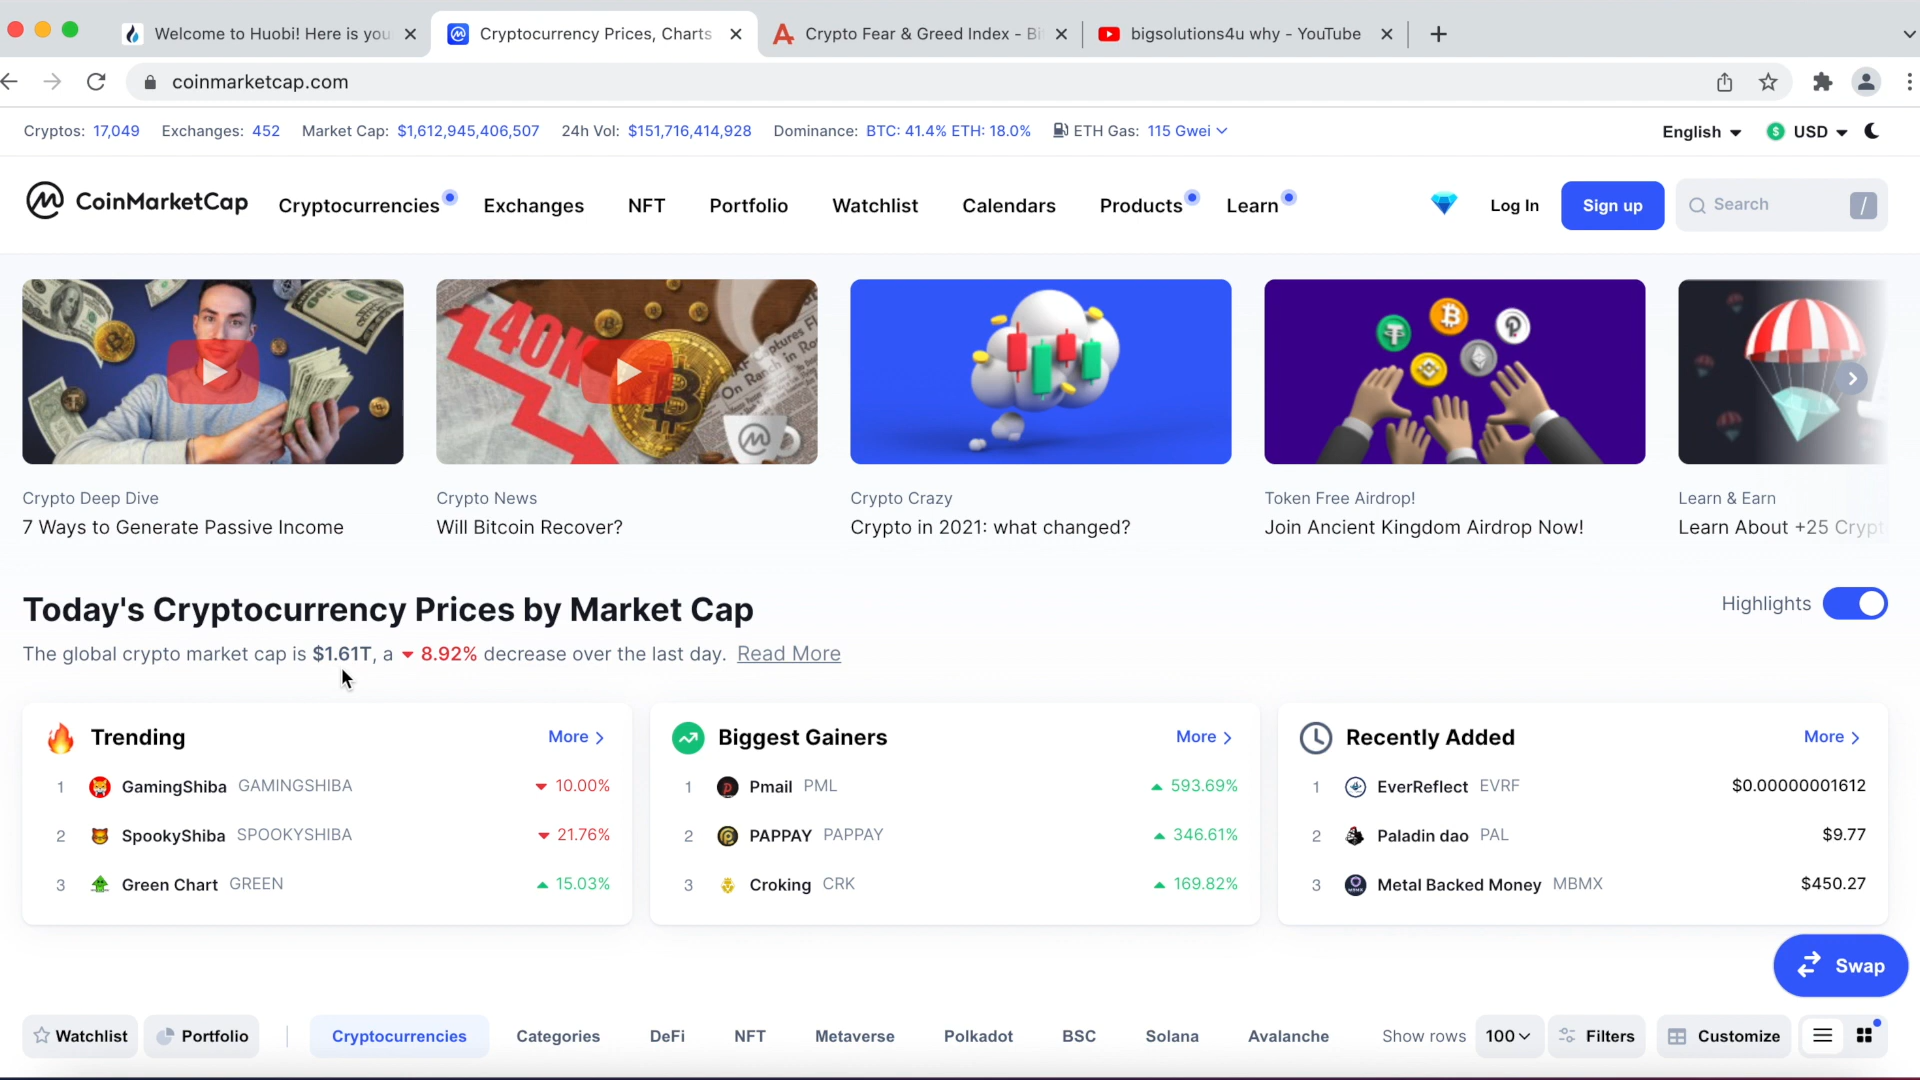 Welcome to Huobi! Here is you
Cryptocurrency Prices, Charts
Crypto Fear & Greed Index - Bi
bigsolutions4u why - YouTube
coinmarketcap.com
Cryptos: 17,049 Exchanges: 452 Market Cap: $1,612,945,406,507 24h Vol: $151,716,414,928 Dominance: BTC: 41.4% ETH: 18.0% ETH Gas: 115 Gwei English USD
CoinMarketCap Cryptocurrencies Exchanges NFT Portfolio Watchlist Calendars Products Learn Log In Sign up Search /
40K
Crypto Deep Dive
7 Ways to Generate Passive Income
Crypto News
Will Bitcoin Recover?
Crypto Crazy
Crypto in 2021: what changed?
Token Free Airdrop!
Join Ancient Kingdom Airdrop Now!
Learn & Earn
Learn About +25 Crypt
Today's Cryptocurrency Prices by Market Cap
Highlights
The global crypto market cap is $1.61T, a 8.92% decrease over the last day. Read More
Trending More
1 GamingShiba GAMINGSHIBA 10.00%
2 SpookyShiba SPOOKYSHIBA 21.76%
3 Green Chart GREEN 15.03%
Biggest Gainers More
1 Pmail PML 593.69%
2 PAPPAY PAPPAY 346.61%
3 Croking CRK 169.82%
Recently Added More
1 EverReflect EVRF $0.00000001612
2 Paladin dao PAL $9.77
3 Metal Backed Money MBMX $450.27
Swap
Watchlist Portfolio Cryptocurrencies Categories DeFi NFT Metaverse Polkadot BSC Solana Avalanche Show rows 100 Filters Customize